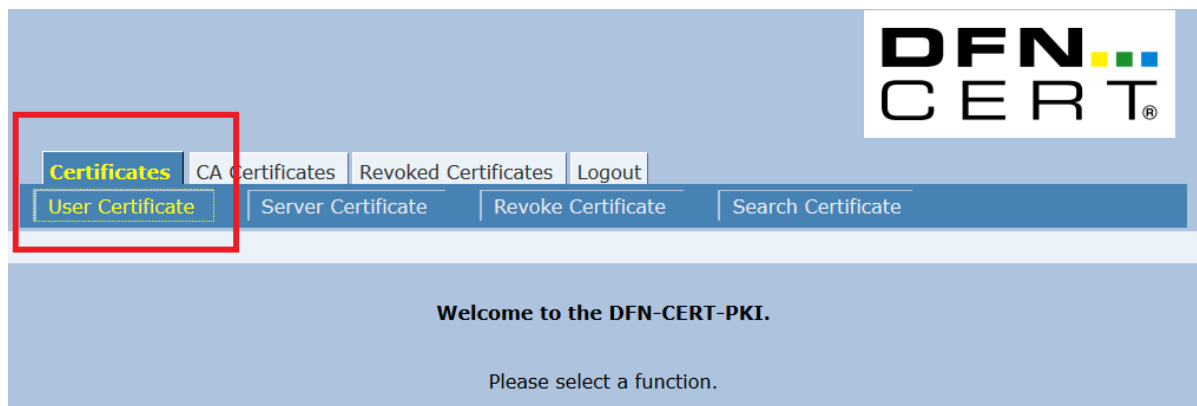 DFN
CERT®
Certificates CA Certificates Revoked Certificates Logout
User Certificate Server Certificate Revoke Certificate Search Certificate
Welcome to the DFN-CERT-PKI.
Please select a function.